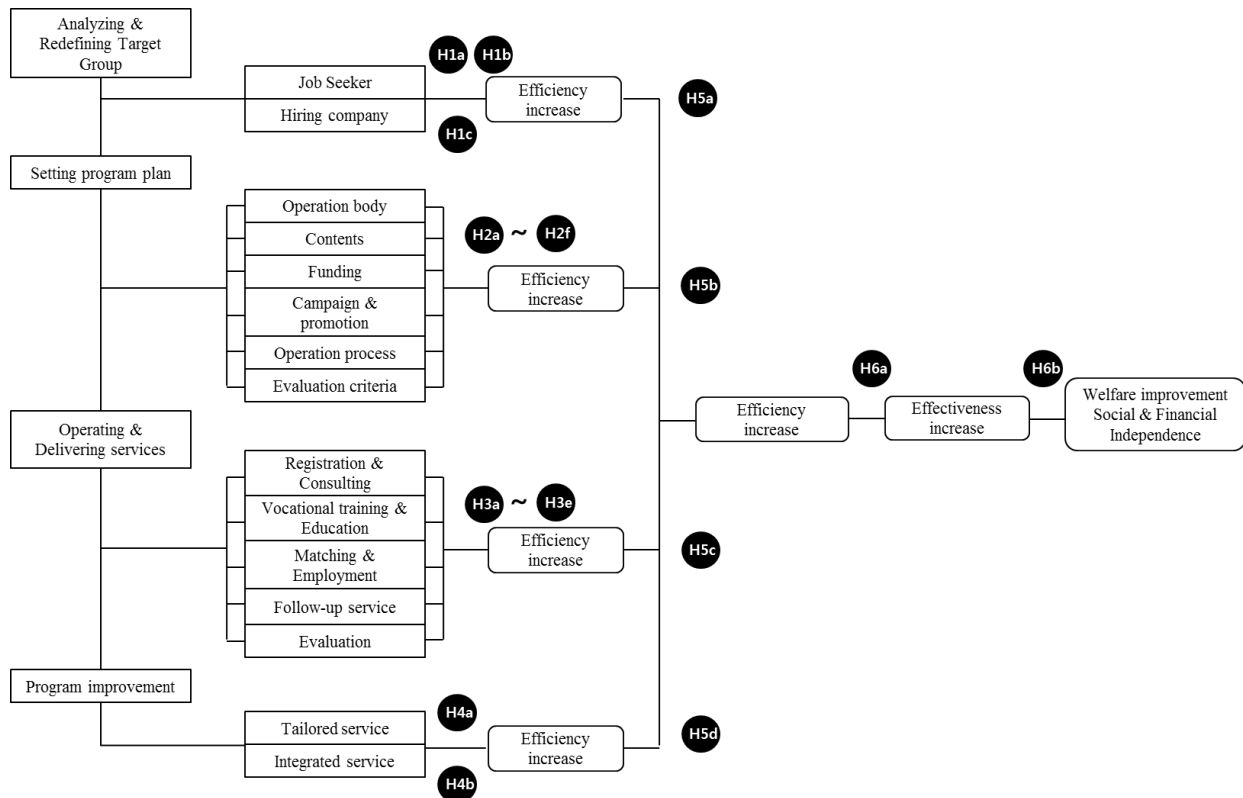 Analyzing &
Redefining Target
Group
H1a
H1b
Job Seeker
Hiring company
Efficiency
increase
H5a
H1c
Setting program plan
Operation body
Contents
Funding
Campaign &
promotion
Operation process
Evaluation criteria
H2a ~ H2f
Efficiency
increase
H5b
H6a
H6b
Efficiency
increase
Effectiveness
increase
Welfare improvement
Social & Financial
Independence
Operating &
Delivering services
Registration &
Consulting
Vocational training &
Education
Matching &
Employment
Follow-up service
Evaluation
H3a ~ H3e
Efficiency
increase
H5c
Program improvement
H4a
Tailored service
Integrated service
Efficiency
increase
H5d
H4b